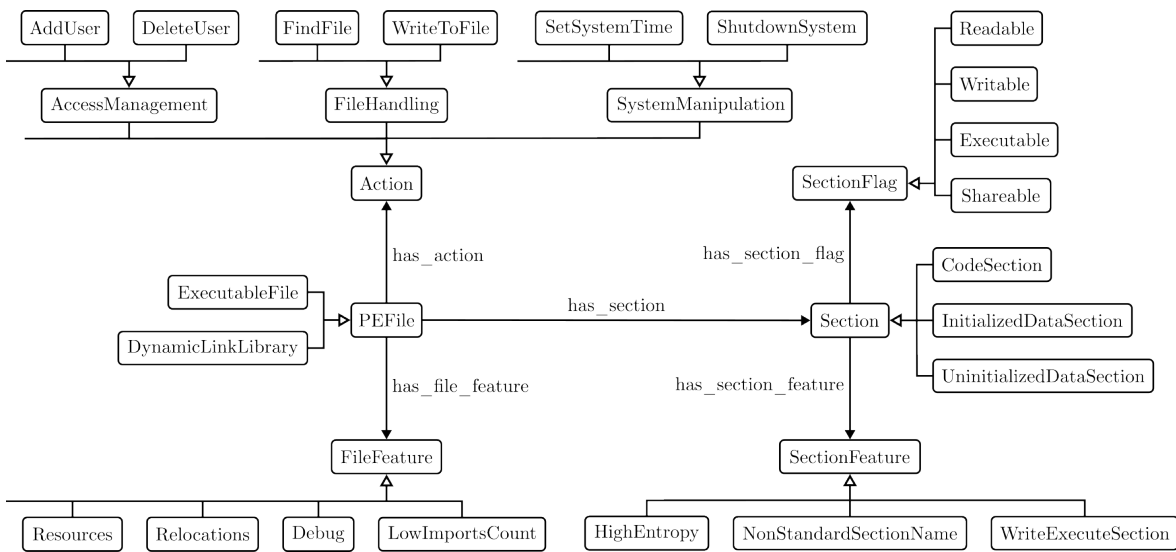 AddUser DeleteUser FindFile WriteToFile SetSystemTime ShutdownSystem Readable
Writable
AccessManagement FileHandling SystemManipulation
Executable
Action SectionFlag
Shareable
has_action has_section_flag
CodeSection
ExecutableFile
has_section
PEFile Section InitializedDataSection
DynamicLinkLibrary
UninitializedDataSection
has_file_feature has_section_feature
FileFeature SectionFeature
Resources Relocations Debug LowImportsCount HighEntropy NonStandardSectionName WriteExecuteSection